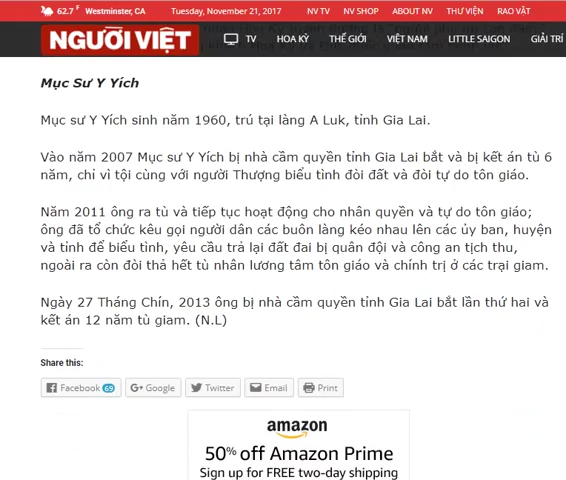 62.7 F Westminster, CA Tuesday, November 21, 2017 NV TV NV SHOP ABOUT NV THƯ VIỆN RAO VẶT
NGƯỜI VIỆT TV HOA KỲ THẾ GIỚI VIỆT NAM LITTLE SAIGON GIẢI TRÍ
Mục Sư Y Yích
Mục sư Y Yích sinh năm 1960, trú tại làng A Luk, tỉnh Gia Lai.
Vào năm 2007 Mục sư Y Yích bị nhà cầm quyền tỉnh Gia Lai bắt và bị kết án tù 6
năm, chỉ vì tội cùng với người Thượng biểu tình đòi đất và đòi tự do tôn giáo.
Năm 2011 ông ra tù và tiếp tục hoạt động cho nhân quyền và tự do tôn giáo;
ông đã tổ chức kêu gọi người dân các buôn làng kéo nhau lên các ủy ban, huyện
và tỉnh để biểu tình, yêu cầu trả lại đất đai bị quân đội và công an tịch thu,
ngoài ra còn đòi thả hết tù nhân lương tâm tôn giáo và chính trị ở các trại giam.
Ngày 27 Tháng Chín, 2013 ông bị nhà cầm quyền tỉnh Gia Lai bắt lần thứ hai và
kết án 12 năm tù giam. (N.L)
Share this:
Facebook 69 Google Twitter Email Print
amazon
50% off Amazon Prime
Sign up for FREE two-day shipping